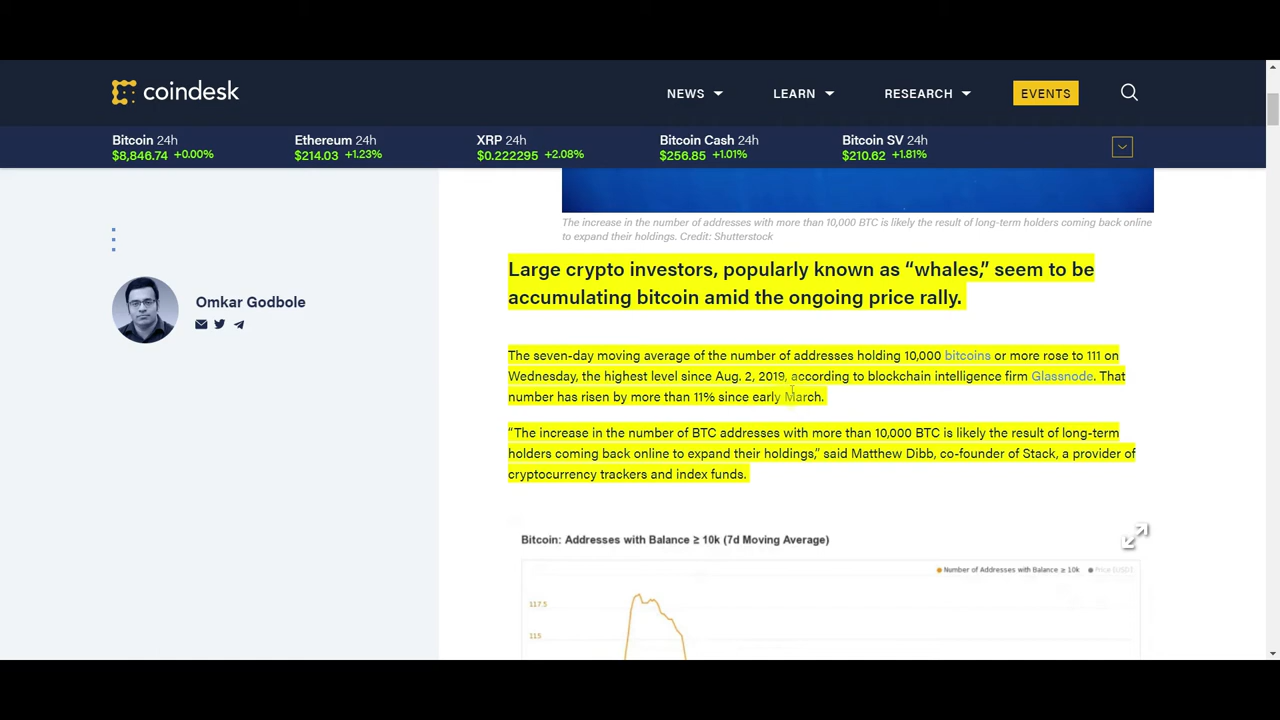 coindesk
NEWS
LEARN
RESEARCH
EVENTS
Bitcoin 24h
$8,846.74 +0.00%
Ethereum 24h
$214.03 +1.23%
XRP 24h
$0.222295 +2.08%
Bitcoin Cash 24h
$256.85 +1.01%
Bitcoin SV 24h
$210.62 +1.81%
The increase in the number of addresses with more than 10,000 BTC is likely the result of long-term holders coming back online
to expand their holdings. Credit: Shutterstock
Omkar Godbole
Large crypto investors, popularly known as “whales,” seem to be
accumulating bitcoin amid the ongoing price rally.
The seven-day moving average of the number of addresses holding 10,000 bitcoins or more rose to 111 on
Wednesday, the highest level since Aug. 2, 2019, according to blockchain intelligence firm Glassnode. That
number has risen by more than 11% since early March.
“The increase in the number of BTC addresses with more than 10,000 BTC is likely the result of long-term
holders coming back online to expand their holdings,” said Matthew Dibb, co-founder of Stack, a provider of
cryptocurrency trackers and index funds.
Bitcoin: Addresses with Balance ≥ 10k (7d Moving Average)
Number of Addresses with Balance ≥ 10k
Price [USD]
117.5
115